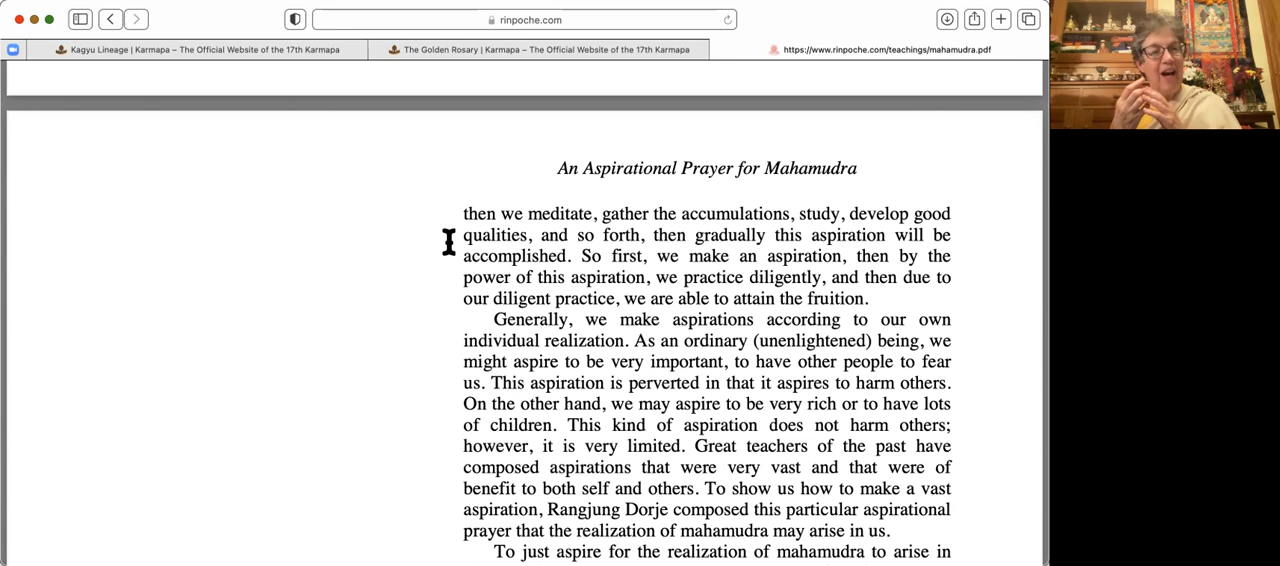 rinpoche.com
Kagyu Lineage | Karmapa – The Official Website of the 17th Karmapa
The Golden Rosary | Karmapa – The Official Website of the 17th Karmapa
https://www.rinpoche.com/teachings/mahamudra.pdf
An Aspirational Prayer for Mahamudra
then we meditate, gather the accumulations, study, develop good
qualities, and so forth, then gradually this aspiration will be
accomplished. So first, we make an aspiration, then by the
power of this aspiration, we practice diligently, and then due to
our diligent practice, we are able to attain the fruition.
Generally, we make aspirations according to our own
individual realization. As an ordinary (unenlightened) being, we
might aspire to be very important, to have other people to fear
us. This aspiration is perverted in that it aspires to harm others.
On the other hand, we may aspire to be very rich or to have lots
of children. This kind of aspiration does not harm others;
however, it is very limited. Great teachers of the past have
composed aspirations that were very vast and that were of
benefit to both self and others. To show us how to make a vast
aspiration, Rangjung Dorje composed this particular aspirational
prayer that the realization of mahamudra may arise in us.
To just aspire for the realization of mahamudra to arise in